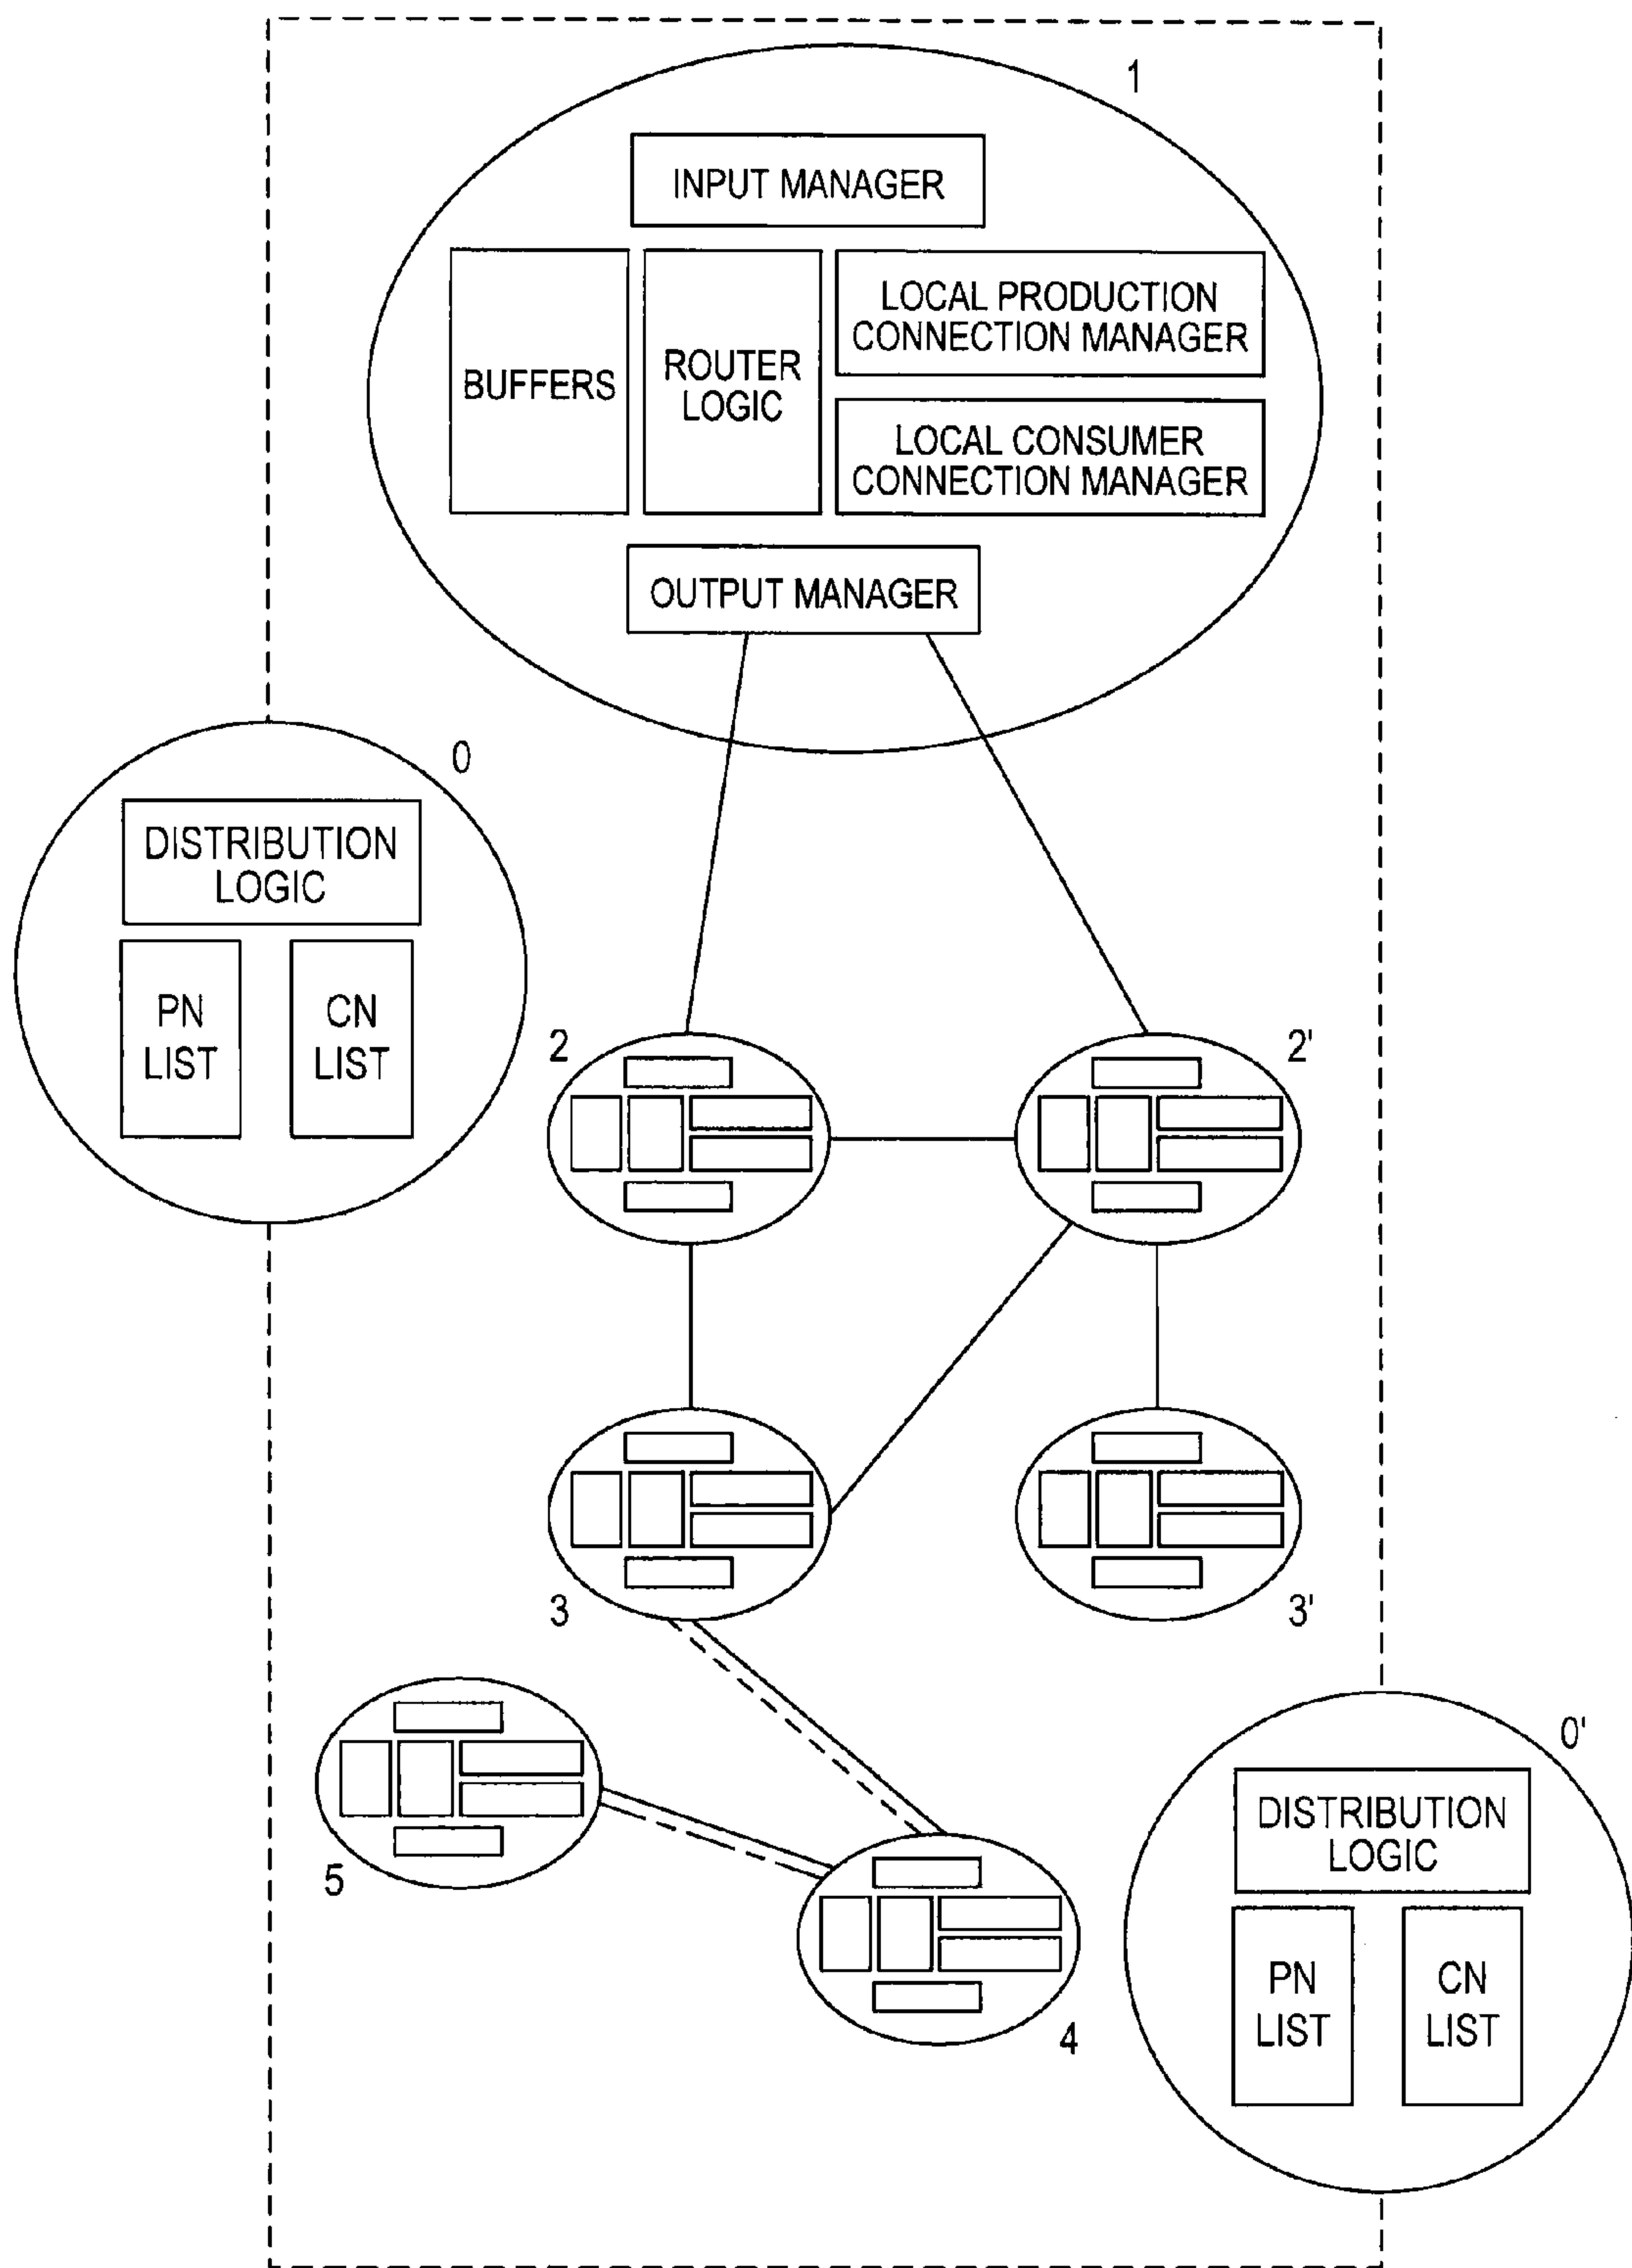 1
INPUT MANAGER
BUFFERS
ROUTER
LOGIC
LOCAL PRODUCTION
CONNECTION MANAGER
LOCAL CONSUMER
CONNECTION MANAGER
OUTPUT MANAGER
0
DISTRIBUTION
LOGIC
PN
LIST
CN
LIST
2
2'
3
3'
5
4
0'
DISTRIBUTION
LOGIC
PN
LIST
CN
LIST